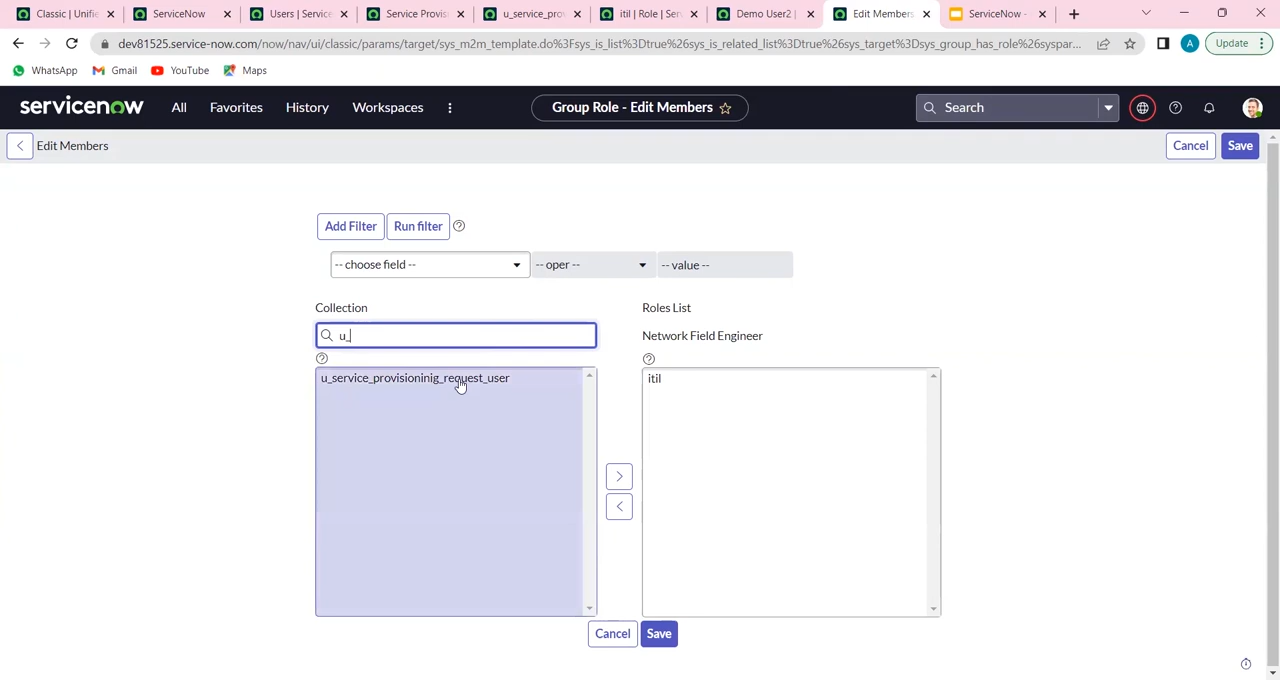 Classic | Unifie
ServiceNow
Users | Service
Service Provisi
u_service_prov
itil | Role | Ser
Demo User2 |
Edit Members
ServiceNow -
dev81525.service-now.com/now/nav/ui/classic/params/target/sys_m2m_template.do%3Fsys_is_list%3Dtrue%26sys_is_related_list%3Dtrue%26sys_target%3Dsys_group_has_role%26syspar...
A
Update
WhatsApp
Gmail
YouTube
Maps
servicenow
All
Favorites
History
Workspaces
Group Role - Edit Members
Search
Edit Members
Cancel
Save
Add Filter
Run filter
-- choose field --
-- oper --
-- value --
Collection
Roles List
u_
Network Field Engineer
u_service_provisioninig_request_user
itil
Cancel
Save